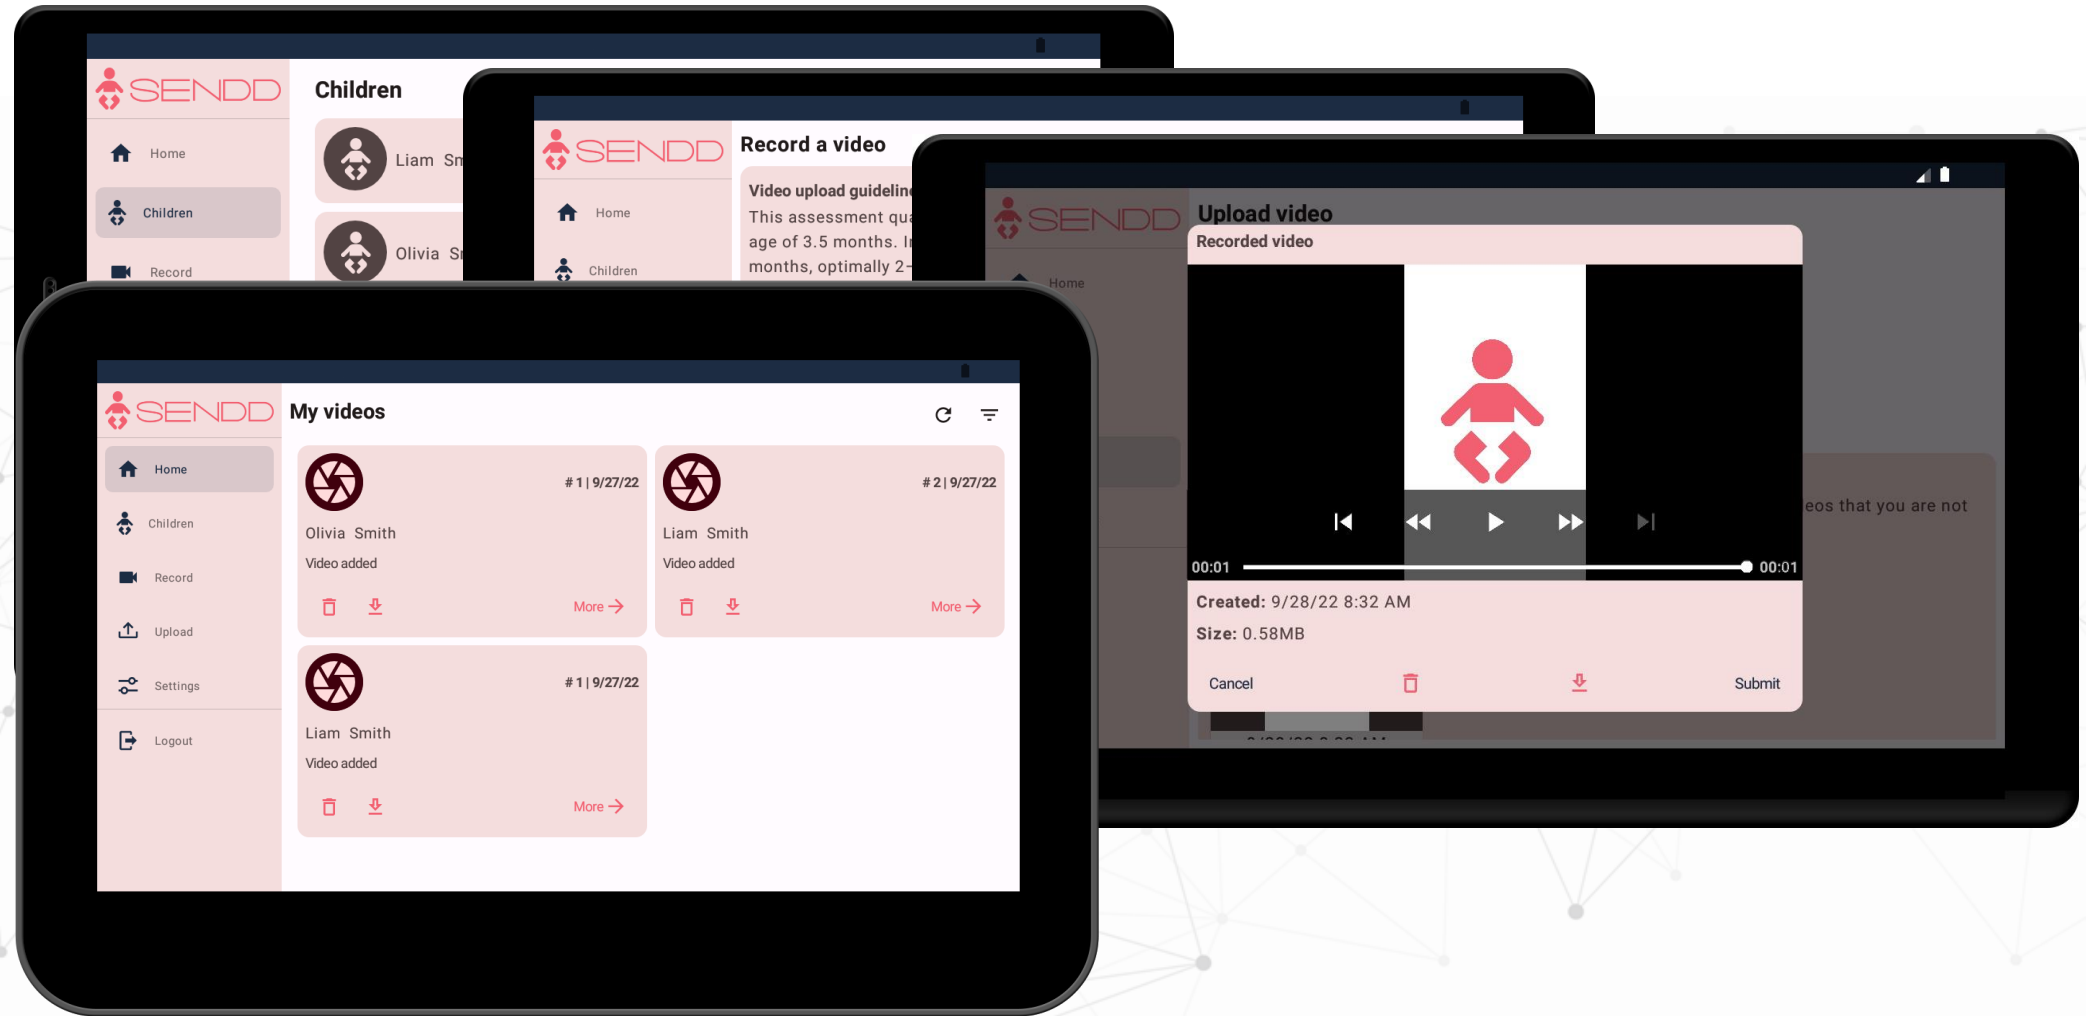 SENDD
Children
Home
Liam Sm
Children
Olivia S
Record
SENDD
Record a video
Video upload guideline
This assessment qua
age of 3.5 months. I
months, optimally 2-
Home
Children
SENDD
Upload video
Home
Recorded video
00:01
00:01
Created: 9/28/22 8:32 AM
Size: 0.58MB
Cancel
Submit
eos that you are not
SENDD
My videos
Home
Children
Record
Upload
Settings
Logout
# 1 | 9/27/22
Olivia Smith
Video added
More
# 2 | 9/27/22
Liam Smith
Video added
More
# 1 | 9/27/22
Liam Smith
Video added
More